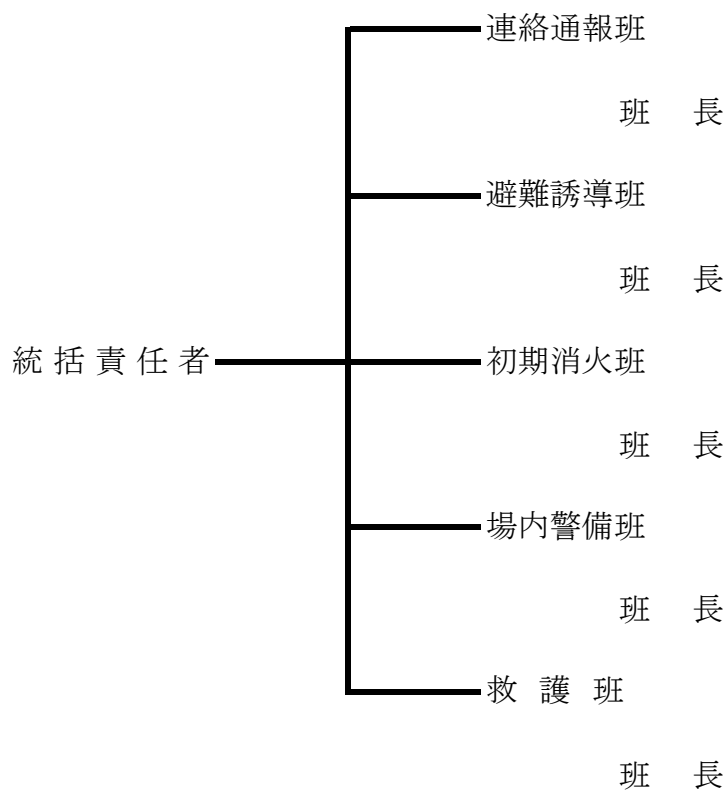 連絡通報班
班 長
避難誘導班
班 長
統括責任者
初期消火班
班 長
場内警備班
班 長
救護班
班 長